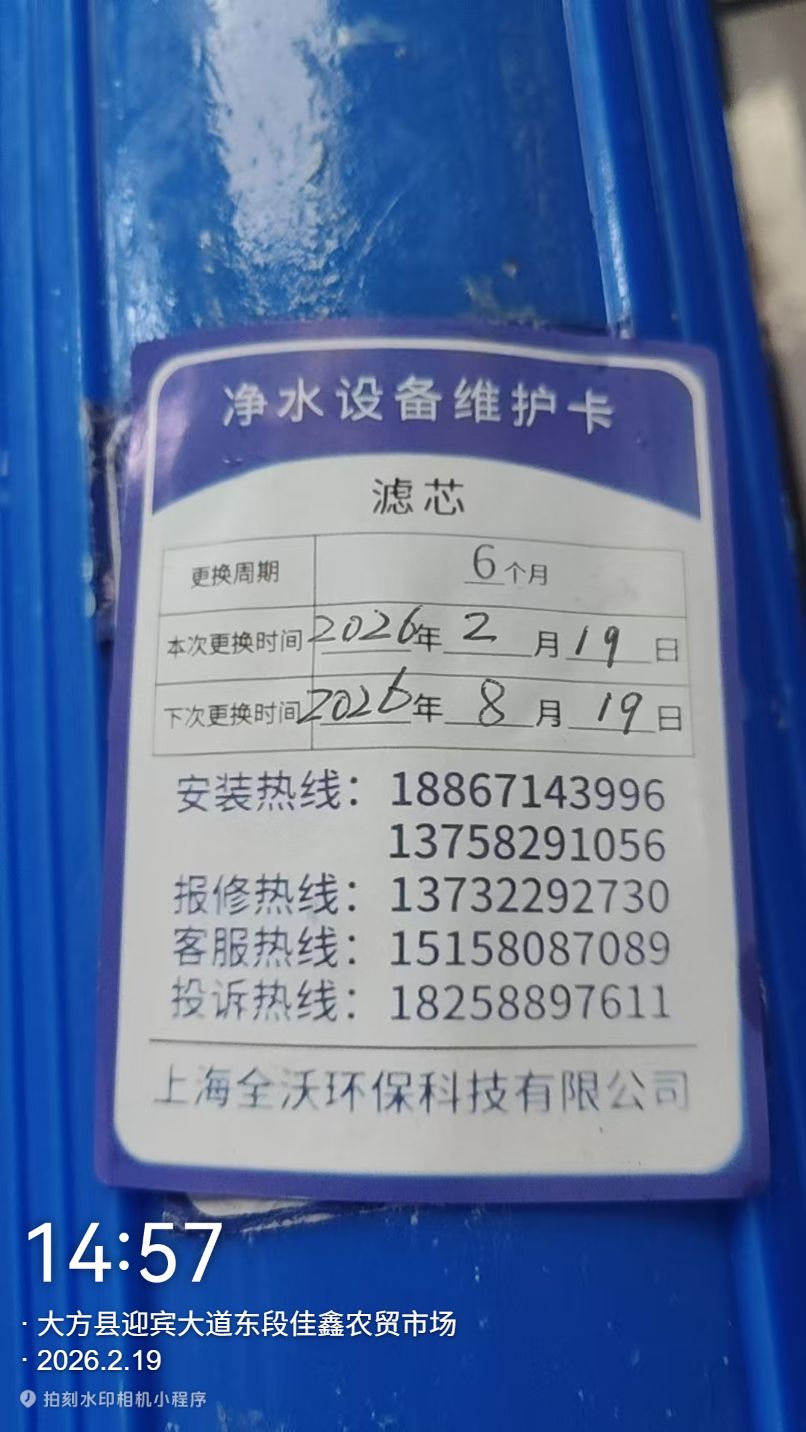 净水设备维护卡
滤芯
更换周期 6个月
本次更换时间 2026年2月19日
下次更换时间 2026年8月19日
安装热线：18867143996
13758291056
报修热线：13732292730
客服热线：15158087089
投诉热线：18258897611
上海全沃环保科技有限公司
14:57
· 大方县迎宾大道东段佳鑫农贸市场
· 2026.2.19
拍刻水印相机小程序